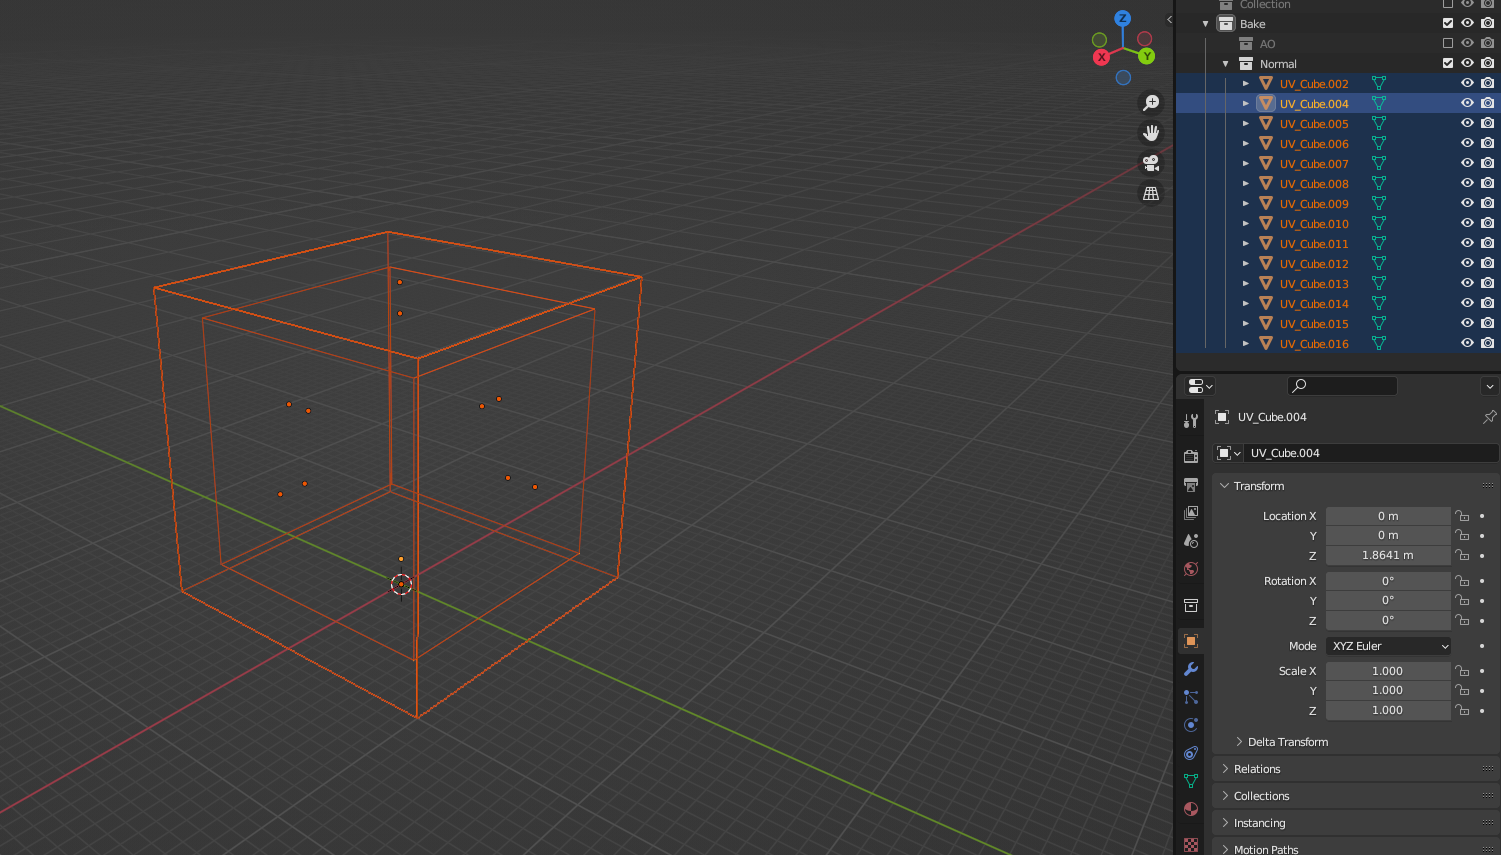 Collection
Bake
AO
Normal
UV_Cube.002
UV_Cube.004
UV_Cube.005
UV_Cube.006
UV_Cube.007
UV_Cube.008
UV_Cube.009
UV_Cube.010
UV_Cube.011
UV_Cube.012
UV_Cube.013
UV_Cube.014
UV_Cube.015
UV_Cube.016
Z
X Y
UV_Cube.004
UV_Cube.004
Transform
Location X 0 m
Y 0 m
Z 1.8641 m
Rotation X 0°
Y 0°
Z 0°
Mode XYZ Euler
Scale X 1.000
Y 1.000
Z 1.000
Delta Transform
Relations
Collections
Instancing
Motion Paths